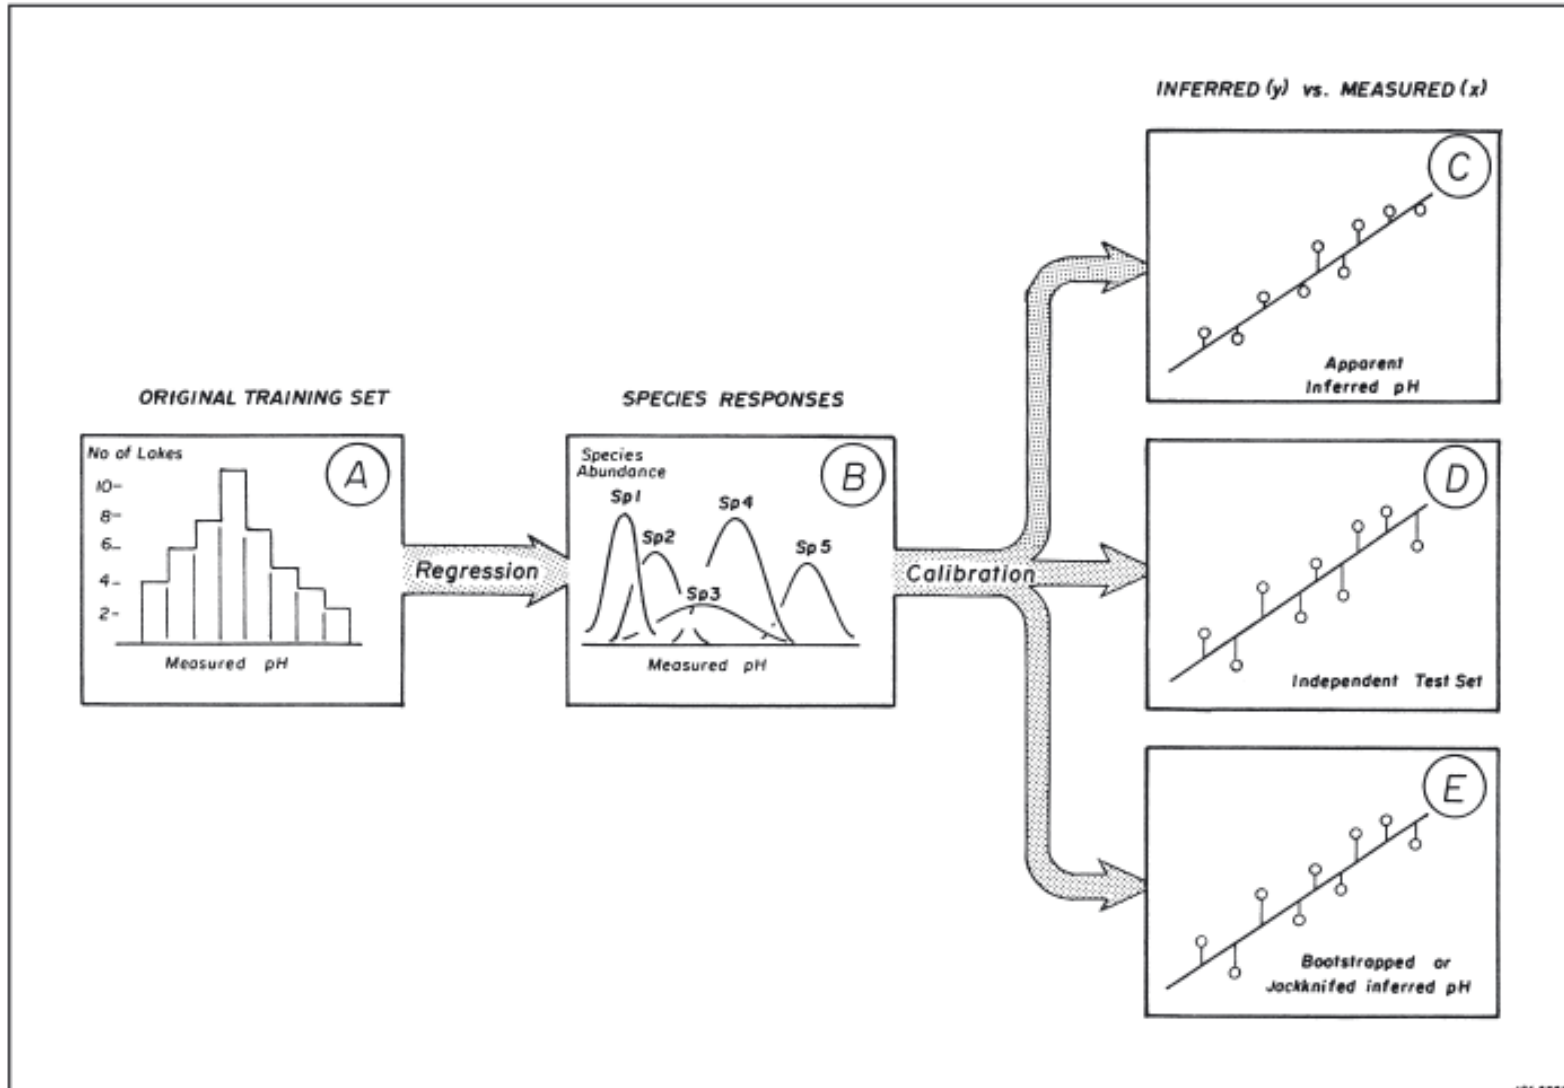 INFERRED (y) vs. MEASURED (x)
C
Apparent
Inferred pH
ORIGINAL TRAINING SET
SPECIES RESPONSES
No of Lakes
A
10
8
6
4
2
Measured pH
Regression
Species
Abundance
B
Sp1
Sp2
Sp3
Sp4
Sp5
Measured pH
Calibration
D
Independent Test Set
E
Bootstrapped or
Jackknifed inferred pH